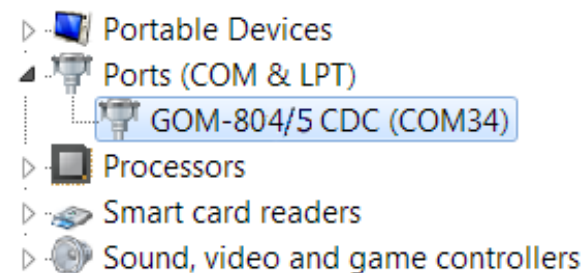 Portable Devices
Ports (COM & LPT)
GOM-804/5 CDC (COM34)
Processors
Smart card readers
Sound, video and game controllers